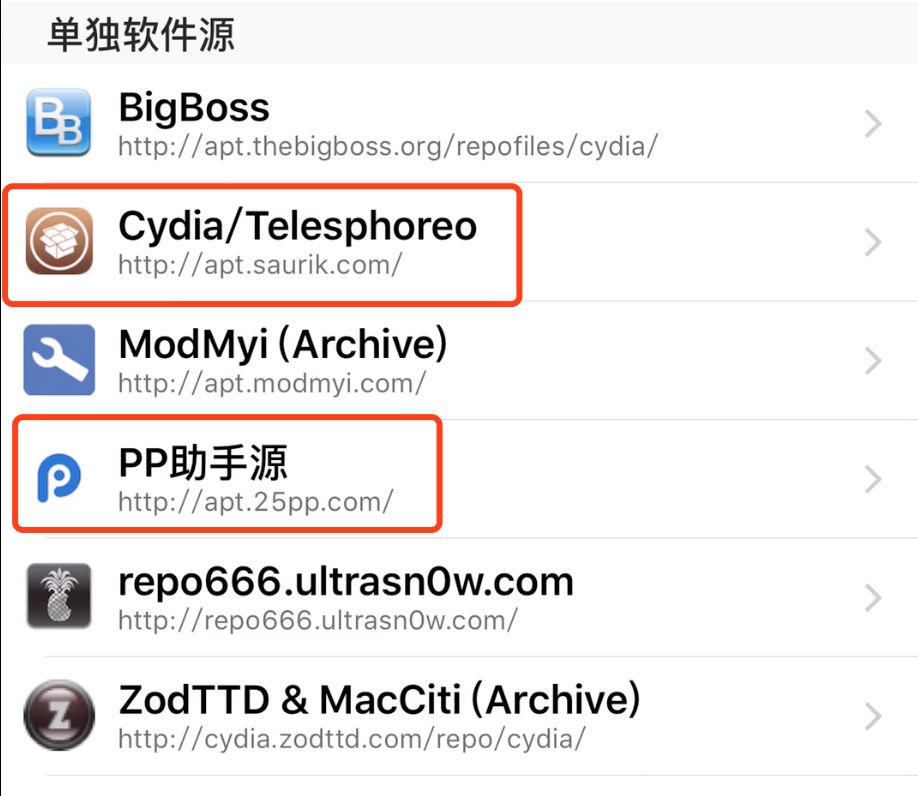 单独软件源
BB
BigBoss
http://apt.thebigboss.org/repofiles/cydia/
Cydia/Telesphoreo
http://apt.saurik.com/
ModMyi (Archive)
http://apt.modmyi.com/
PP助手源
http://apt.25pp.com/
repo666.ultrasn0w.com
http://repo666.ultrasn0w.com/
Z
ZodTTD & MacCiti (Archive)
http://cydia.zodttd.com/repo/cydia/